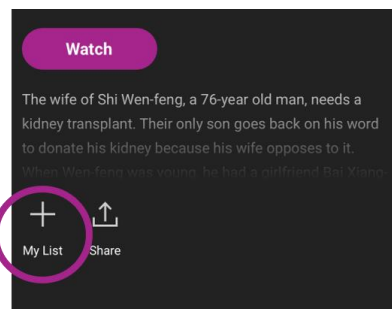 Watch
The wife of Shi Wen-feng, a 76-year old man, needs a
kidney transplant. Their only son goes back on his word
to donate his kidney because his wife opposes to it.
When Wen-feng was young, he had a girlfriend Bai Xiang-
My List Share